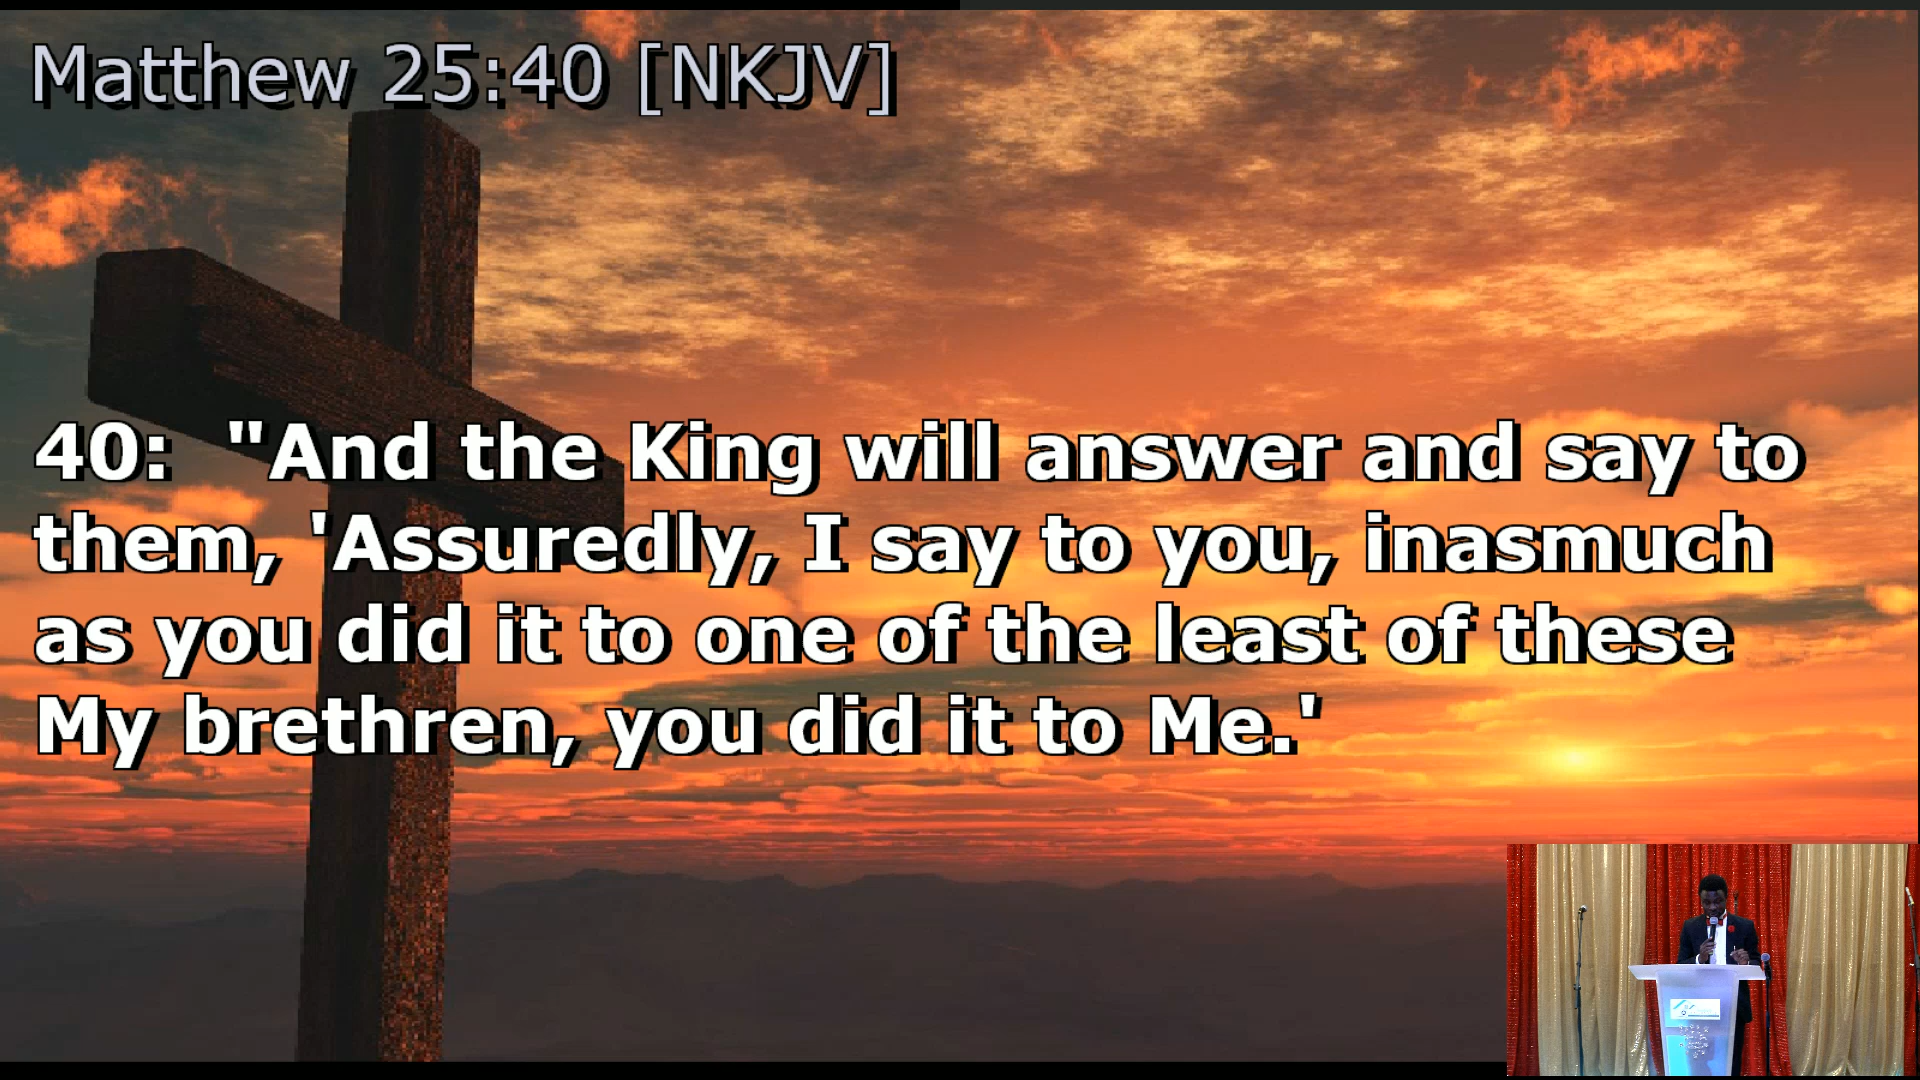 Matthew 25:40 [NKJV]
40:  "And the King will answer and say to
them, 'Assuredly, I say to you, inasmuch
as you did it to one of the least of these
My brethren, you did it to Me.'